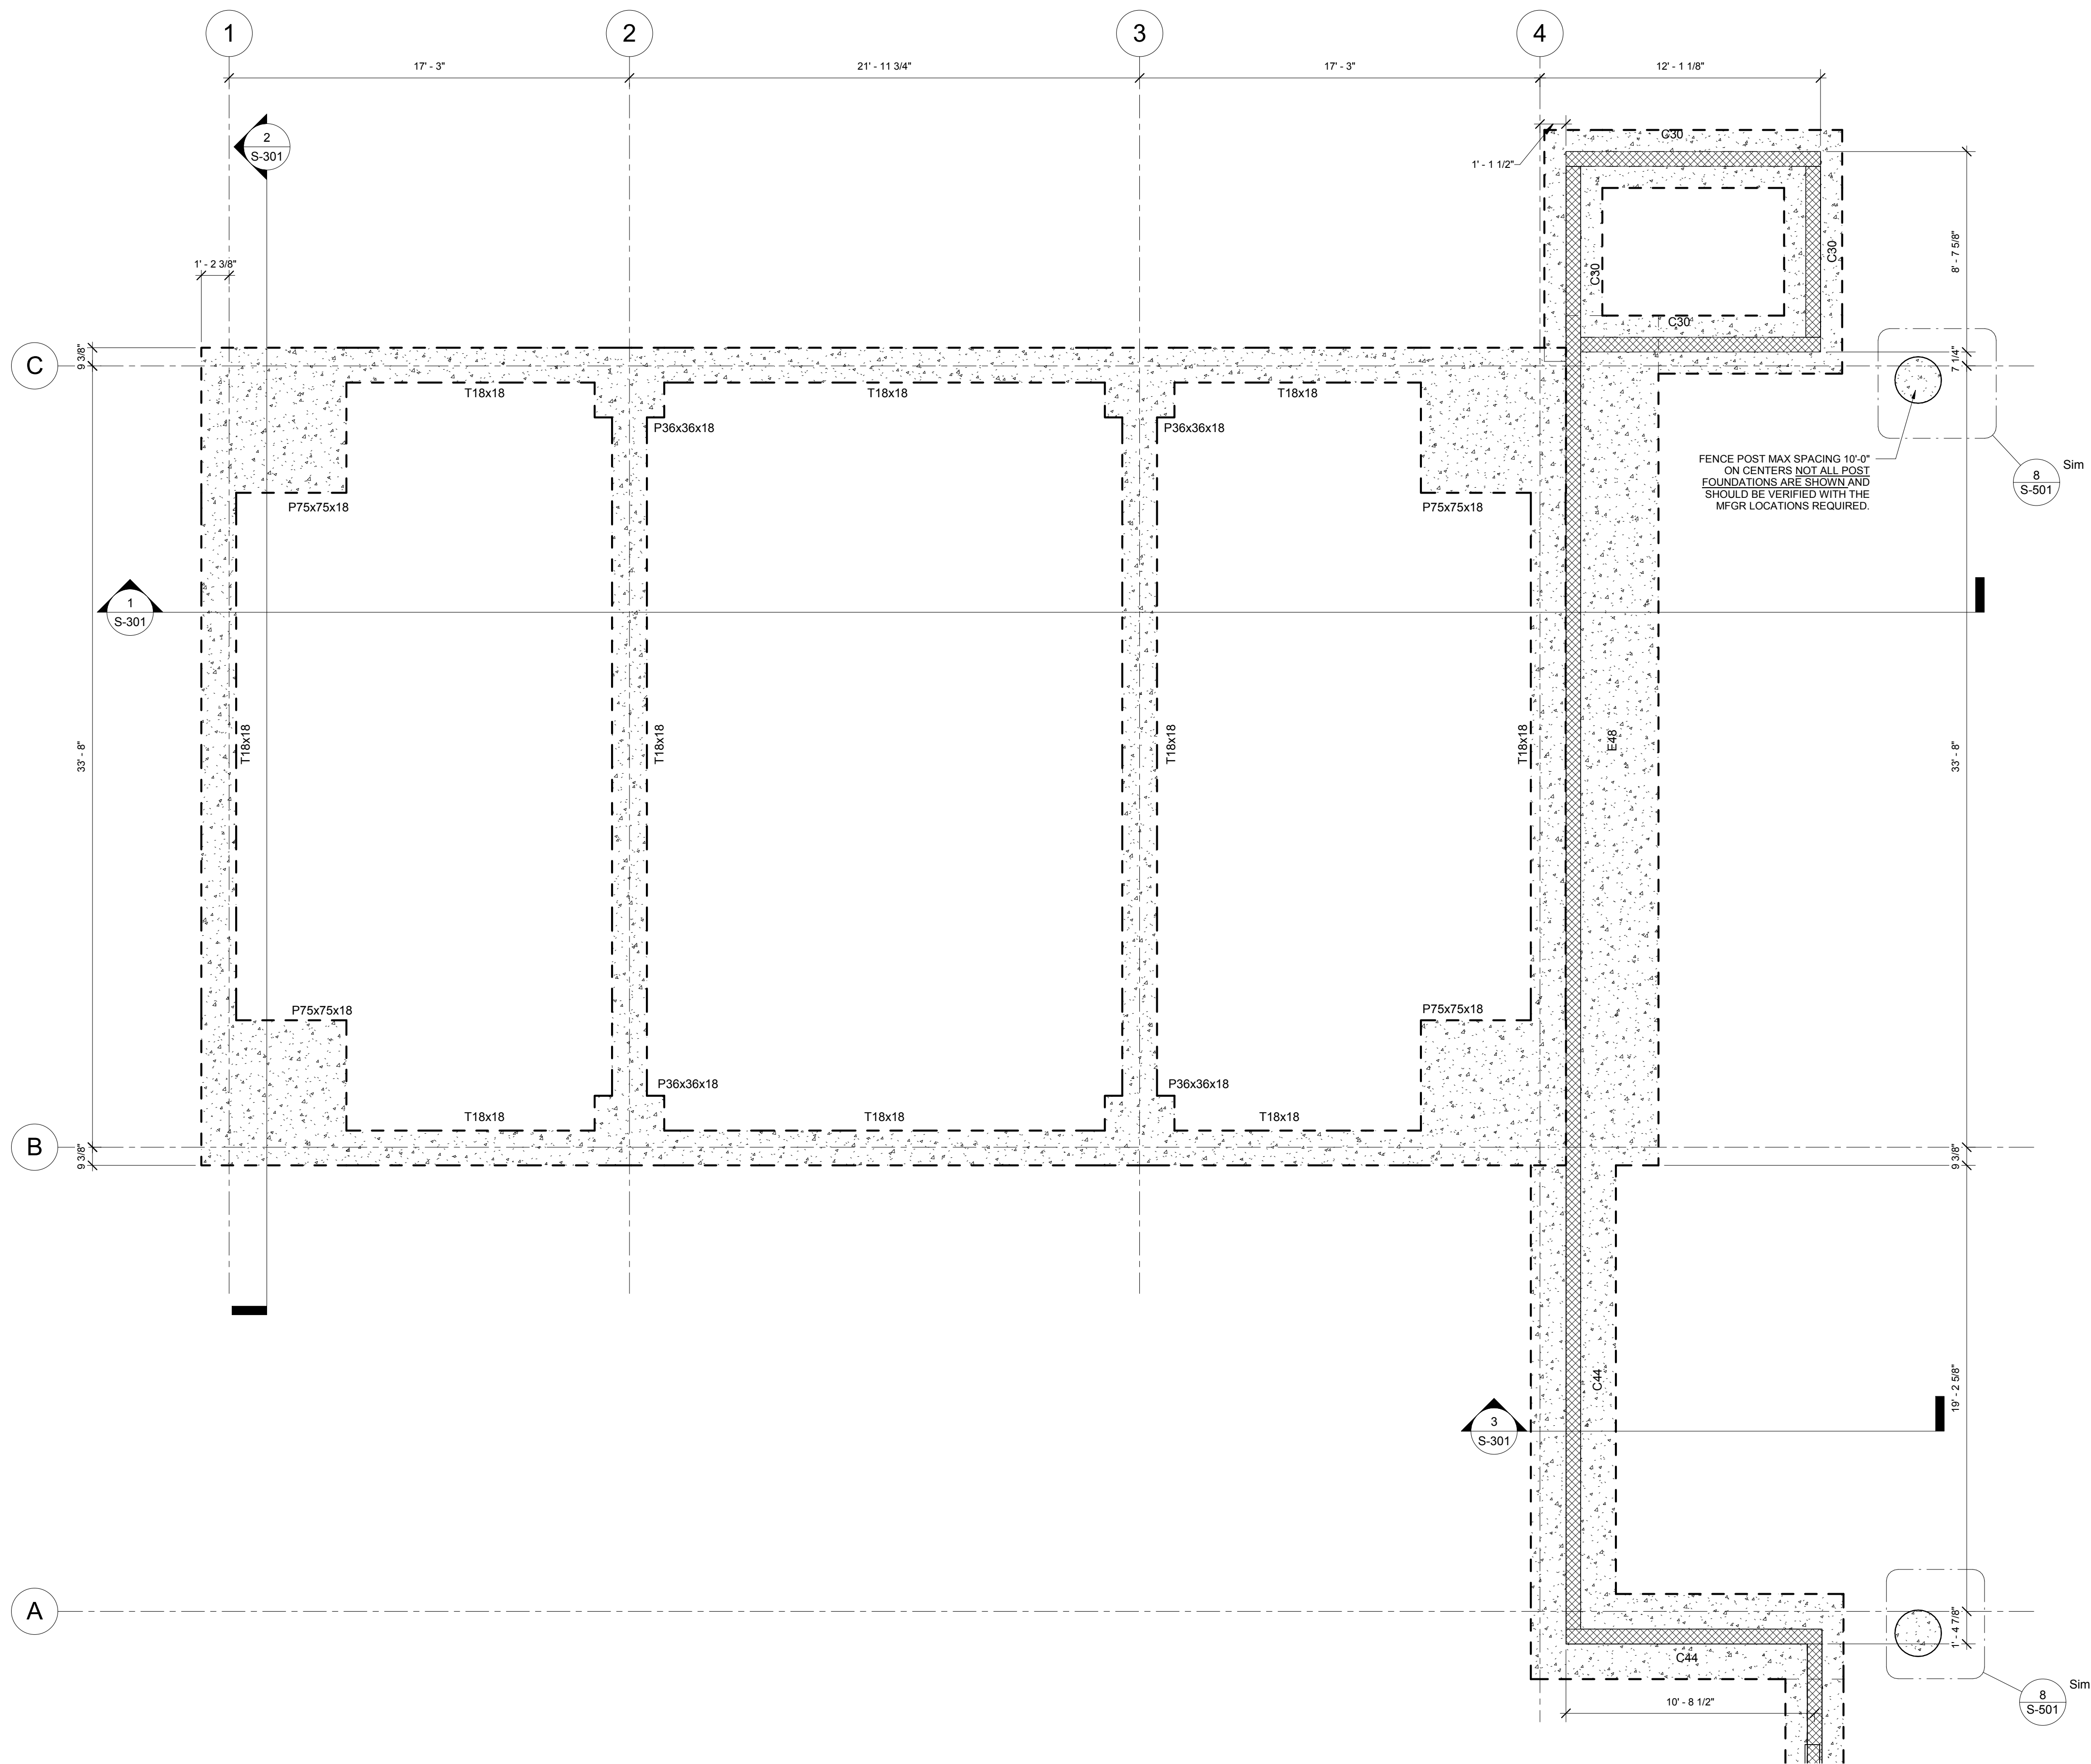 1
2
3
4
17' - 3"
21' - 11 3/4"
17' - 3"
12' - 1 1/8"
2
S-301
C30
1' - 1 1/2"
8' - 7 5/8"
C30
C30
1' - 2 3/8"
C30
C
9 3/8"
7 1/4"
T18x18
T18x18
T18x18
P36x36x18
P36x36x18
FENCE POST MAX SPACING 10'-0"
ON CENTERS NOT ALL POST
FOUNDATIONS ARE SHOWN AND
SHOULD BE VERIFIED WITH THE
MFGR LOCATIONS REQUIRED.
Sim
8
S-501
P75x75x18
P75x75x18
1
S-301
33' - 8"
T18x18
T18x18
T18x18
T18x18
E48
33' - 8"
P75x75x18
P75x75x18
P36x36x18
P36x36x18
T18x18
T18x18
T18x18
B
9 3/8"
9 3/8"
C44
19' - 2 5/8"
3
S-301
A
1' - 4 7/8"
C44
Sim
8
S-501
10' - 8 1/2"